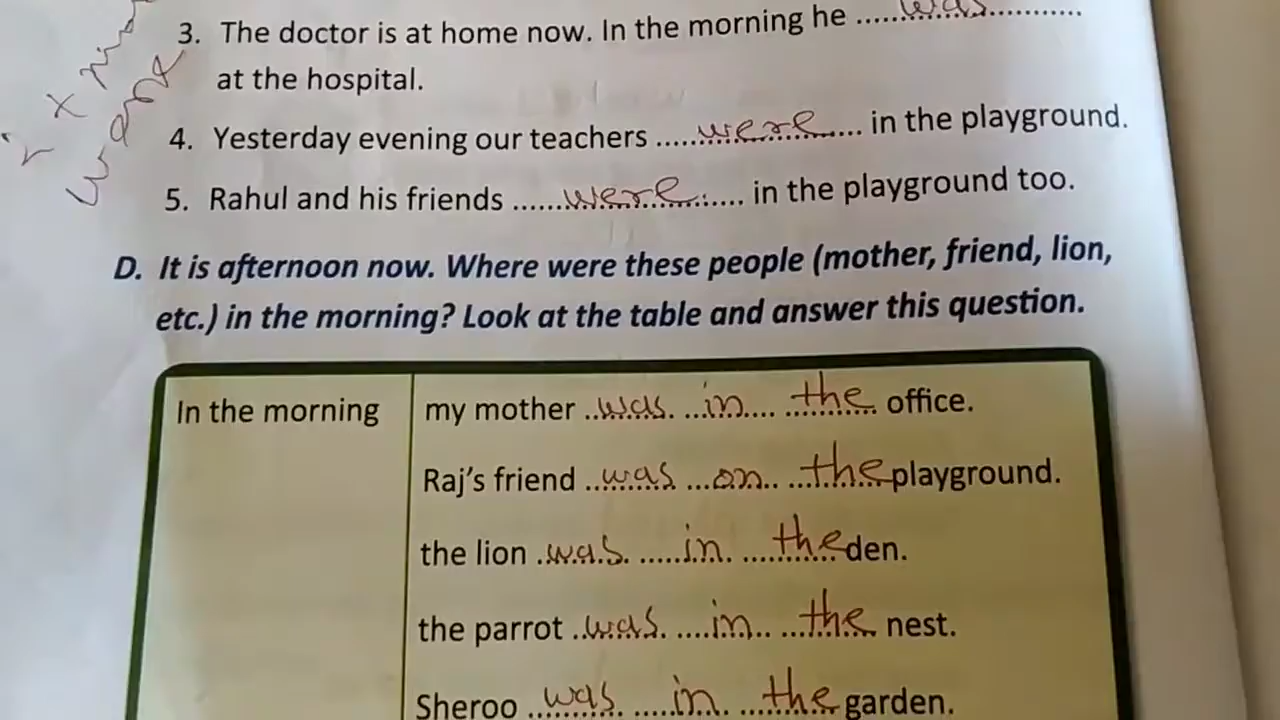 3. The doctor is at home now. In the morning he ......was..............
at the hospital.
4. Yesterday evening our teachers ......were...... in the playground.
5. Rahul and his friends ......were...... in the playground too.
D. It is afternoon now. Where were these people (mother, friend, lion,
etc.) in the morning? Look at the table and answer this question.
In the morning my mother ..was. ...in.... ..the.. office.
Raj's friend ..was ...on.. ...the playground.
the lion .was. .....in. ....the den.
the parrot ..was. ....in.. ...the.. nest.
Sheroo ..was. .....in. ...the garden.